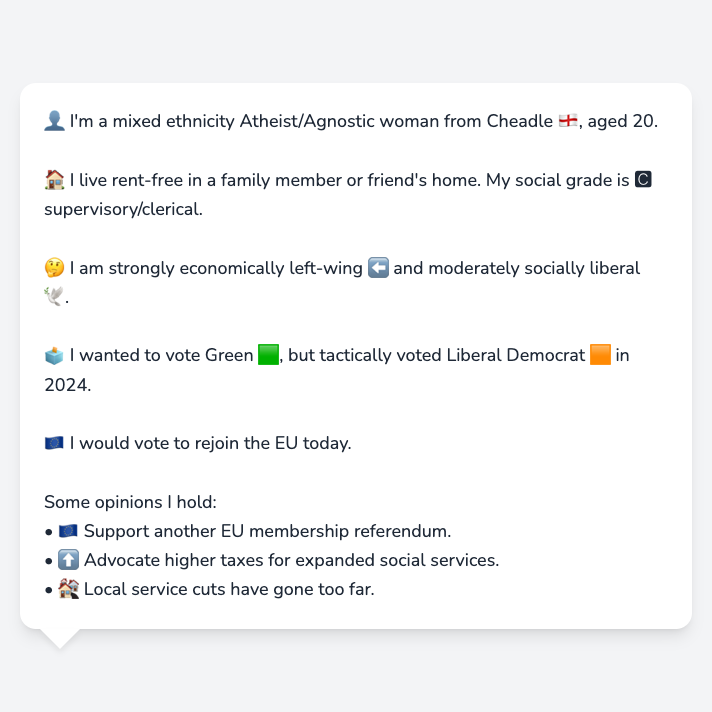 👤 I'm a mixed ethnicity Atheist/Agnostic woman from Cheadle 🏴󠁧󠁢󠁥󠁮󠁧󠁿, aged 20.
🏠 I live rent-free in a family member or friend's home. My social grade is 🅲
supervisory/clerical.
🤔 I am strongly economically left-wing ⬅️ and moderately socially liberal
🕊️.
🗳️ I wanted to vote Green 🟩, but tactically voted Liberal Democrat 🟧 in
2024.
🇪🇺 I would vote to rejoin the EU today.
Some opinions I hold:
• 🇪🇺 Support another EU membership referendum.
• ⬆️ Advocate higher taxes for expanded social services.
• 🏘️ Local service cuts have gone too far.